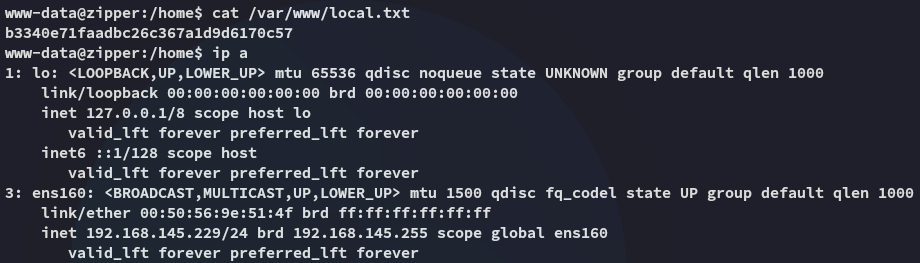 www-data@zipper:/home$ cat /var/www/local.txt
b3340e71faadbc26c367a1d9d6170c57
www-data@zipper:/home$ ip a
1: lo: <LOOPBACK,UP,LOWER_UP> mtu 65536 qdisc noqueue state UNKNOWN group default qlen 1000
    link/loopback 00:00:00:00:00:00 brd 00:00:00:00:00:00
    inet 127.0.0.1/8 scope host lo
       valid_lft forever preferred_lft forever
    inet6 ::1/128 scope host
       valid_lft forever preferred_lft forever
3: ens160: <BROADCAST,MULTICAST,UP,LOWER_UP> mtu 1500 qdisc fq_codel state UP group default qlen 1000
    link/ether 00:50:56:9e:51:4f brd ff:ff:ff:ff:ff:ff
    inet 192.168.145.229/24 brd 192.168.145.255 scope global ens160
       valid_lft forever preferred_lft forever